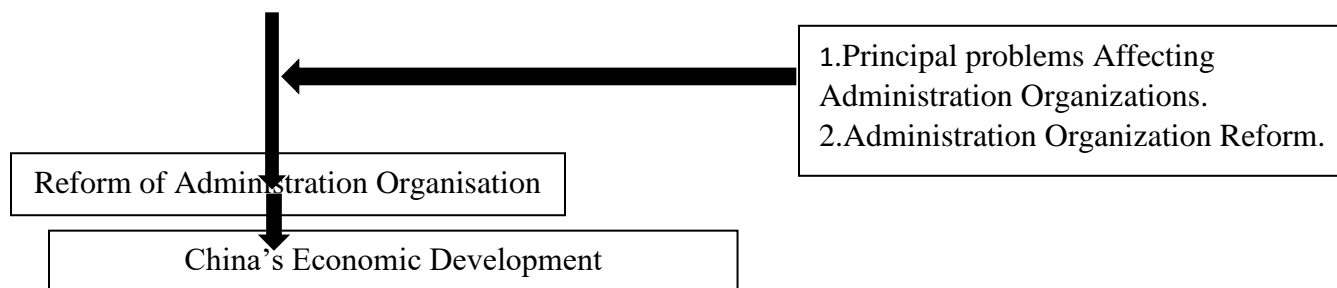 1.Principal problems Affecting
Administration Organizations.
2.Administration Organization Reform.
Reform of Administration Organisation
China’s Economic Development